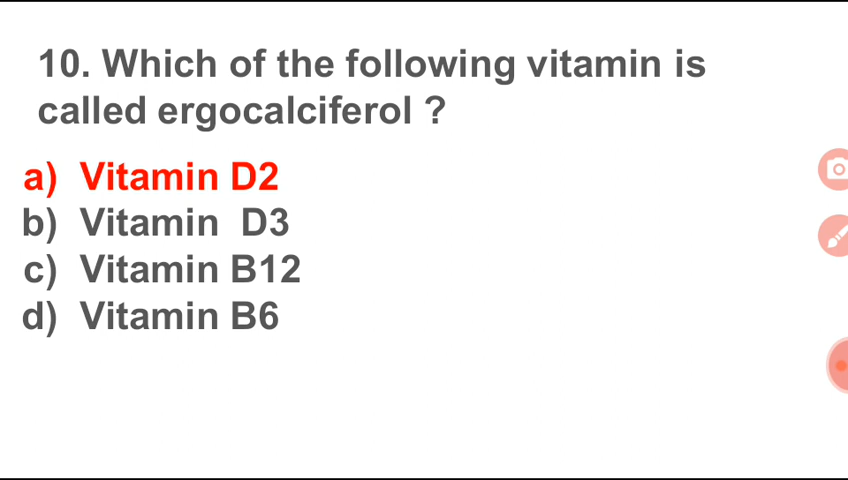 10. Which of the following vitamin is
called ergocalciferol ?
a) Vitamin D2
b) Vitamin D3
c) Vitamin B12
d) Vitamin B6